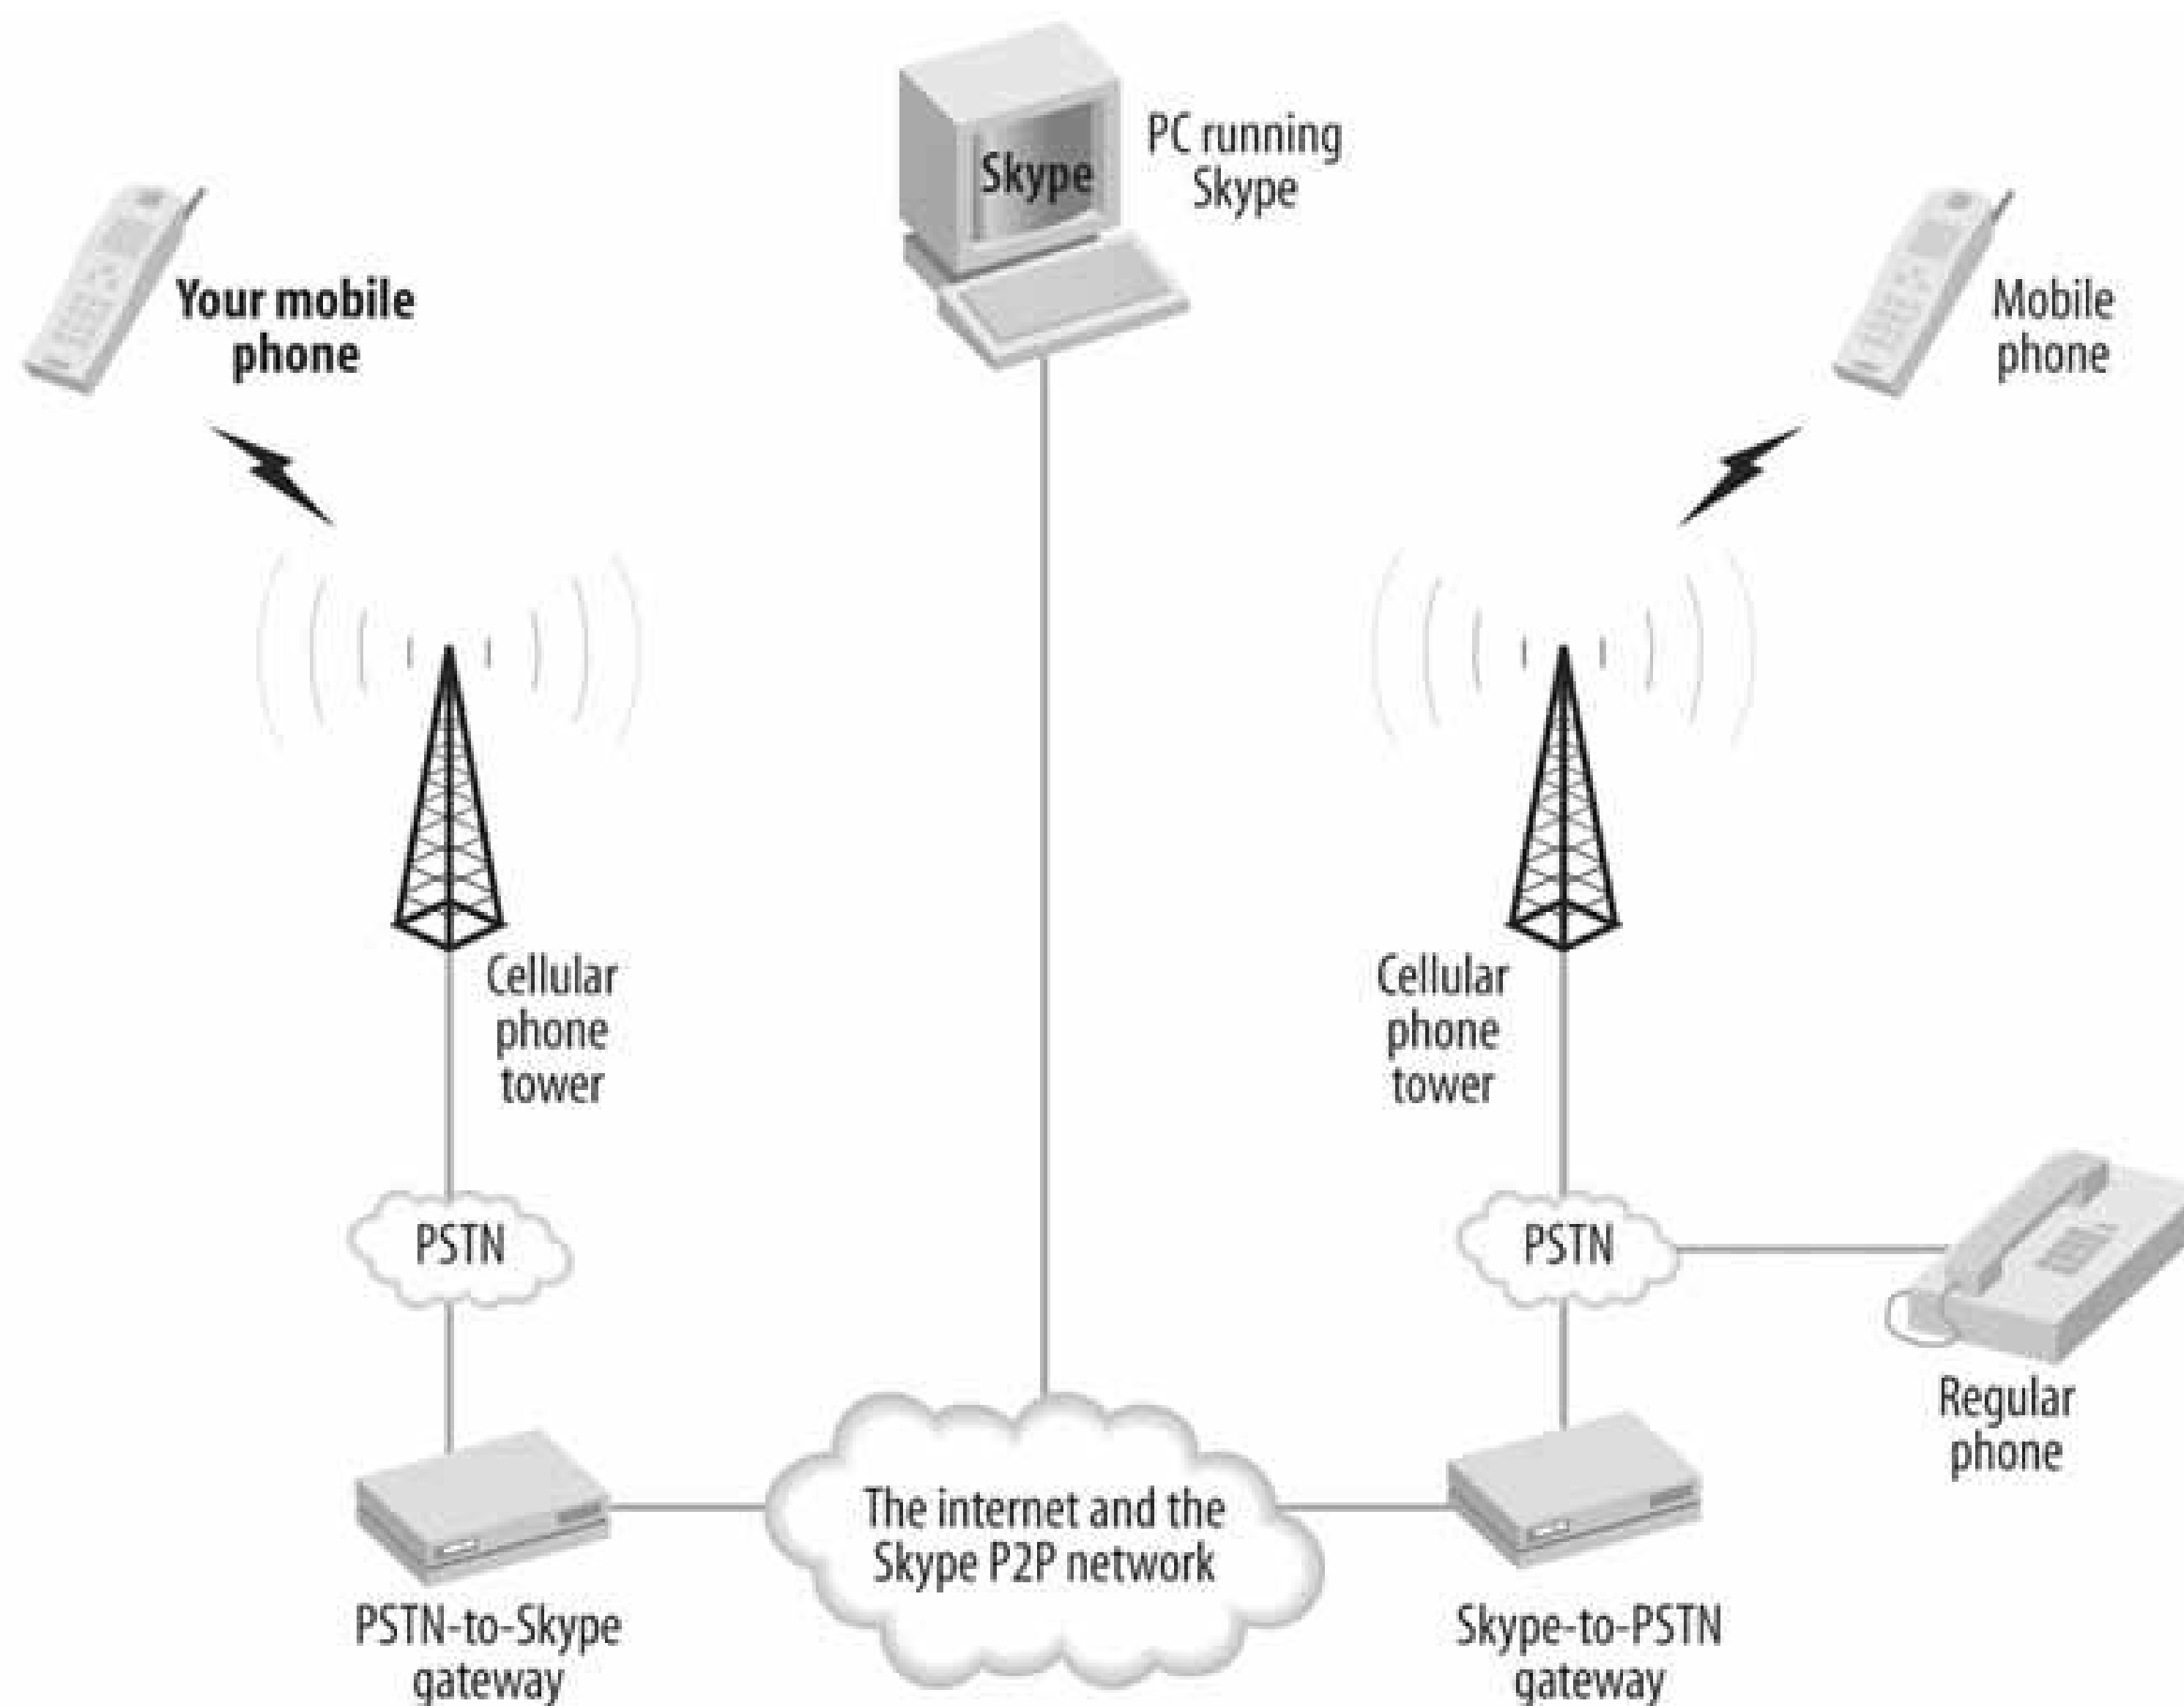 Skype
PC running
Skype
Your mobile
phone
Mobile
phone
Cellular
phone
tower
Cellular
phone
tower
PSTN
PSTN
Regular
phone
The internet and the
Skype P2P network
PSTN-to-Skype
gateway
Skype-to-PSTN
gateway